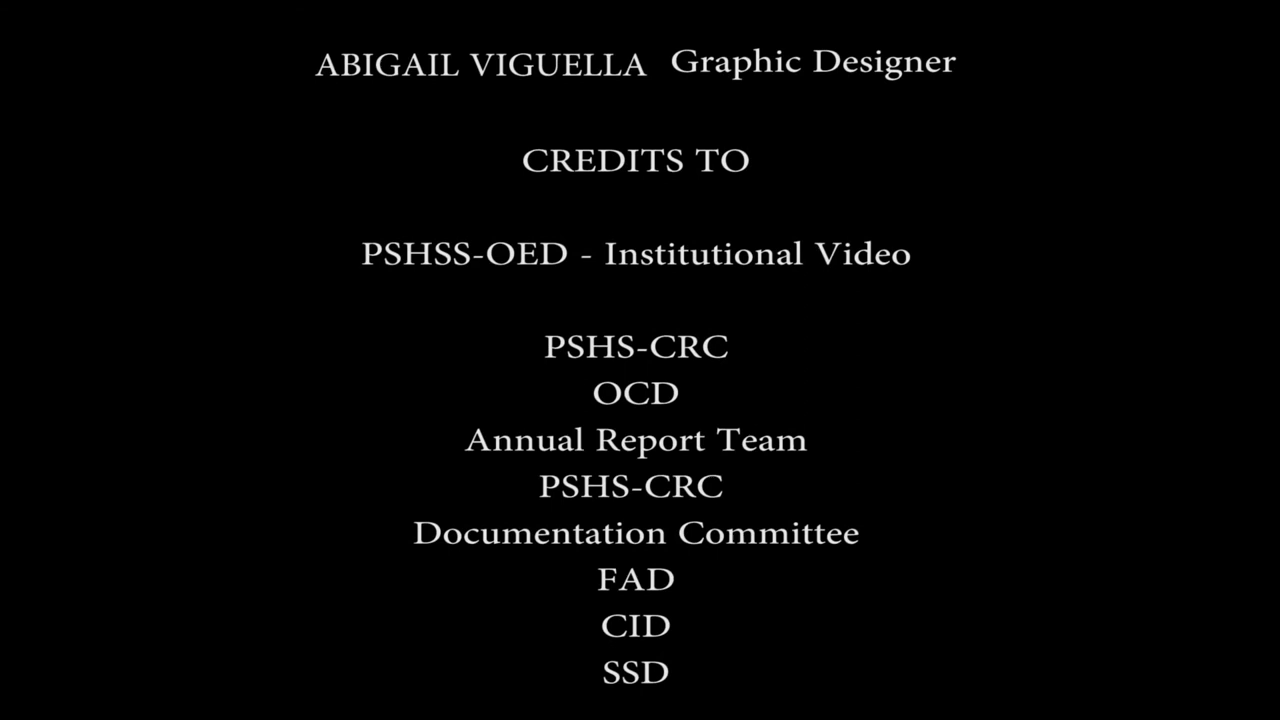 ABIGAIL VIGUELLA Graphic Designer
CREDITS TO
PSHSS-OED - Institutional Video
PSHS-CRC
OCD
Annual Report Team
PSHS-CRC
Documentation Committee
FAD
CID
SSD